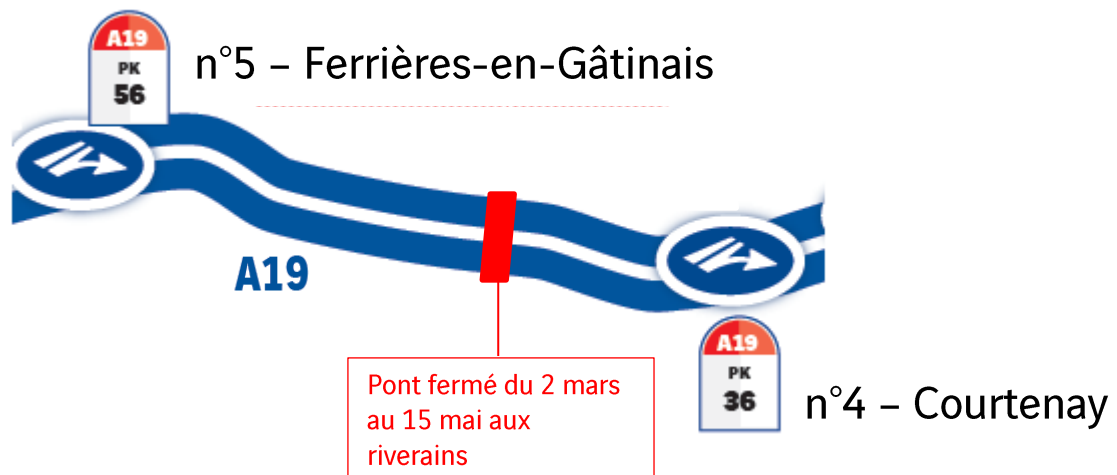 A19
PK
56
n°5 – Ferrières-en-Gâtinais
A19
Pont fermé du 2 mars
au 15 mai aux
riverains
A19
PK
36
n°4 – Courtenay